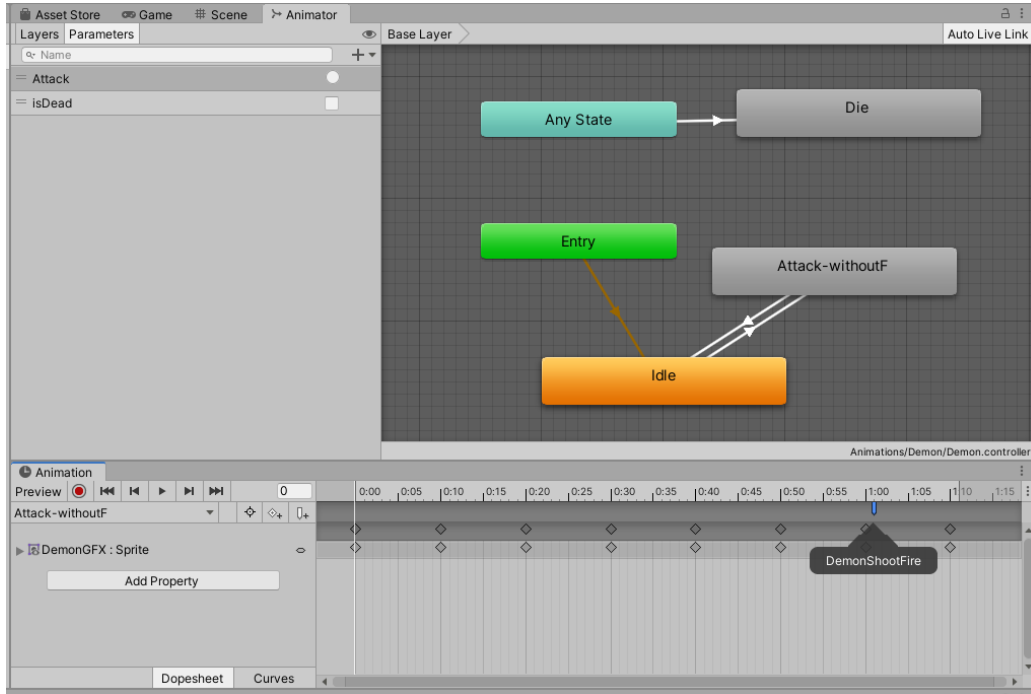 Asset Store Game Scene Animator
Layers Parameters Base Layer Auto Live Link
Name
Attack
isDead
Any State
Die
Entry
Attack-withoutF
Idle
Animations/Demon/Demon.controller
Animation
Preview 0 0:00 0:05 0:10 0:15 0:20 0:25 0:30 0:35 0:40 0:45 0:50 0:55 1:00 1:05 1:10 1:15
Attack-withoutF
DemonGFX : Sprite
DemonShootFire
Add Property
Dopesheet Curves